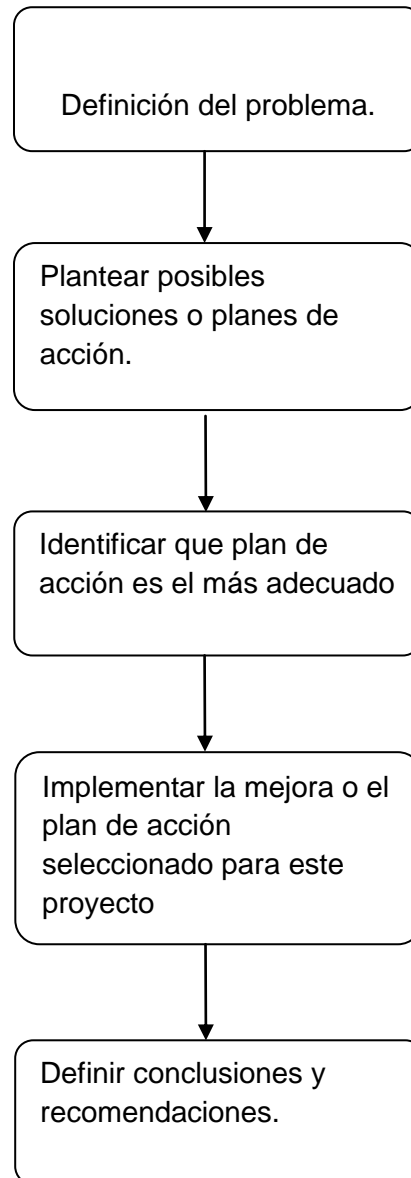 Definición del problema.
Plantear posibles
soluciones o planes de
acción.
Identificar que plan de
acción es el más adecuado
Implementar la mejora o el
plan de acción
seleccionado para este
proyecto
Definir conclusiones y
recomendaciones.